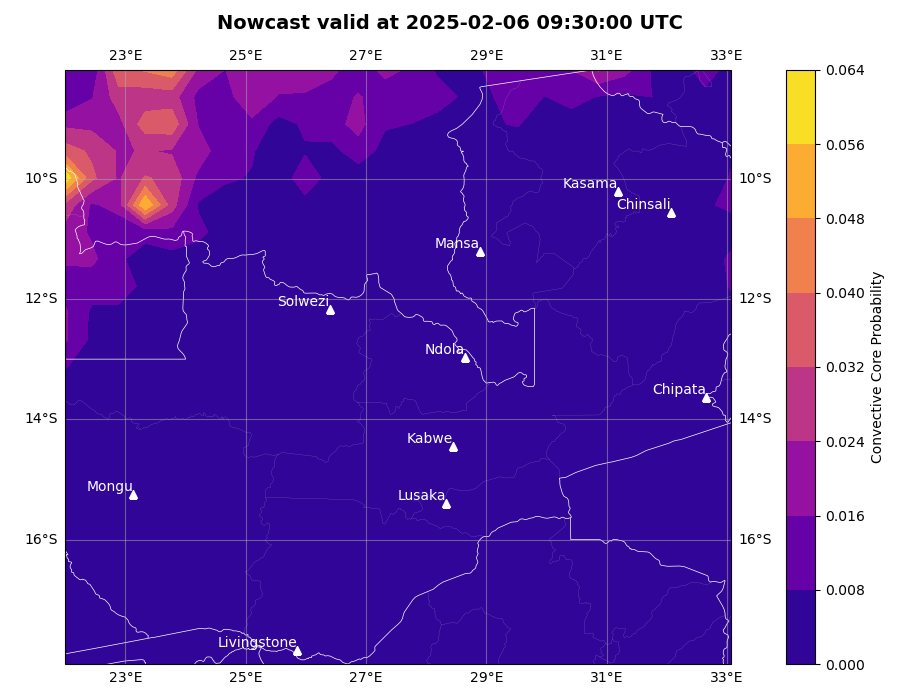 Nowcast valid at 2025-02-06 09:30:00 UTC
23°E 25°E 27°E 29°E 31°E 33°E
0.064
0.056
0.048
0.040
0.032
0.024
0.016
0.008
0.000
Convective Core Probability
10°S 10°S
12°S 12°S
14°S 14°S
16°S 16°S
Kasama
Chinsali
Mansa
Solwezi
Ndola
Chipata
Kabwe
Mongu
Lusaka
Livingstone
23°E 25°E 27°E 29°E 31°E 33°E